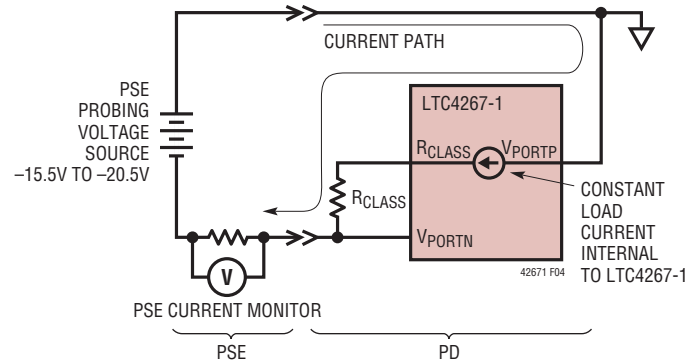 CURRENT PATH
PSE
PROBING
VOLTAGE
SOURCE
–15.5V TO –20.5V
LTC4267-1
RCLASS
VPORTP
RCLASS
CONSTANT
LOAD
CURRENT
INTERNAL
TO LTC4267-1
VPORTN
42671 F04
V
PSE CURRENT MONITOR
PSE
PD